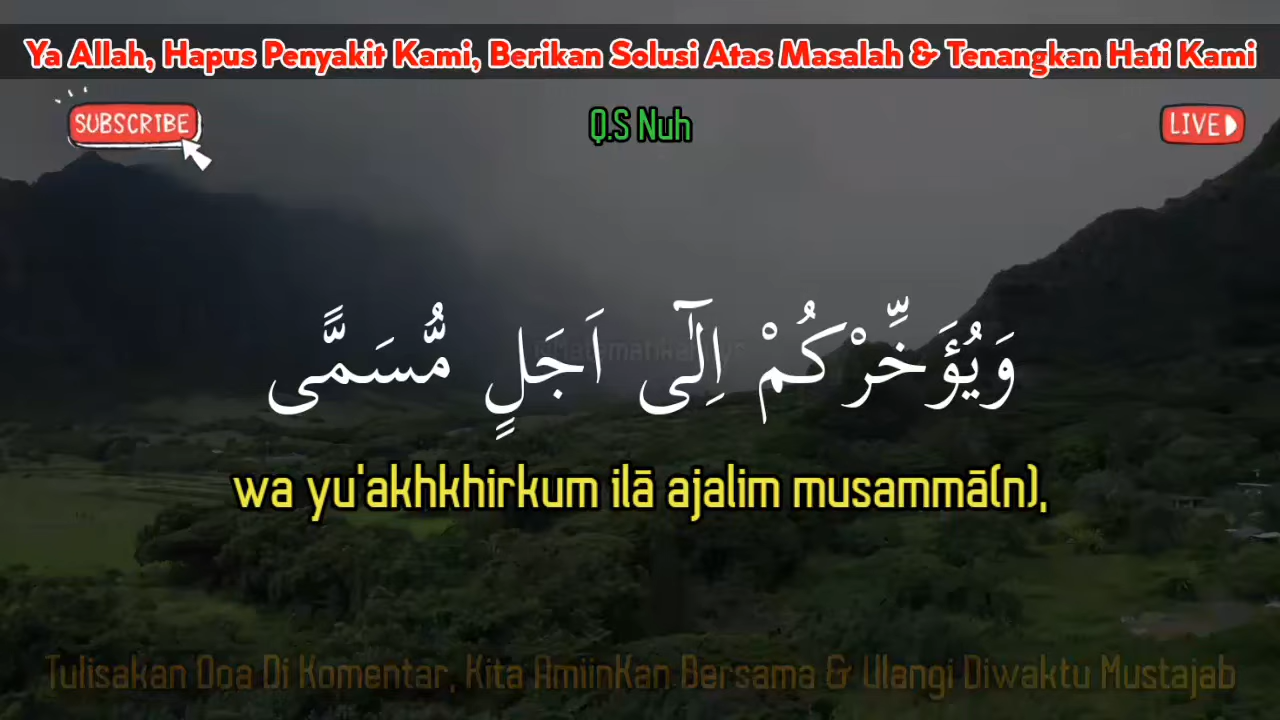 Ya Allah, Hapus Penyakit Kami, Berikan Solusi Atas Masalah & Tenangkan Hati Kami
SUBSCRIBE
Q.S Nuh
LIVE
وَيُؤَخِّرْكُمْ اِلٰٓى اَجَلٍ مُّسَمًّى
wa yu'akhkhirkum ilā ajalim musammā(n),
Tulisakan Doa Di Komentar, Kita AmiinKan Bersama & Ulangi Diwaktu Mustajab